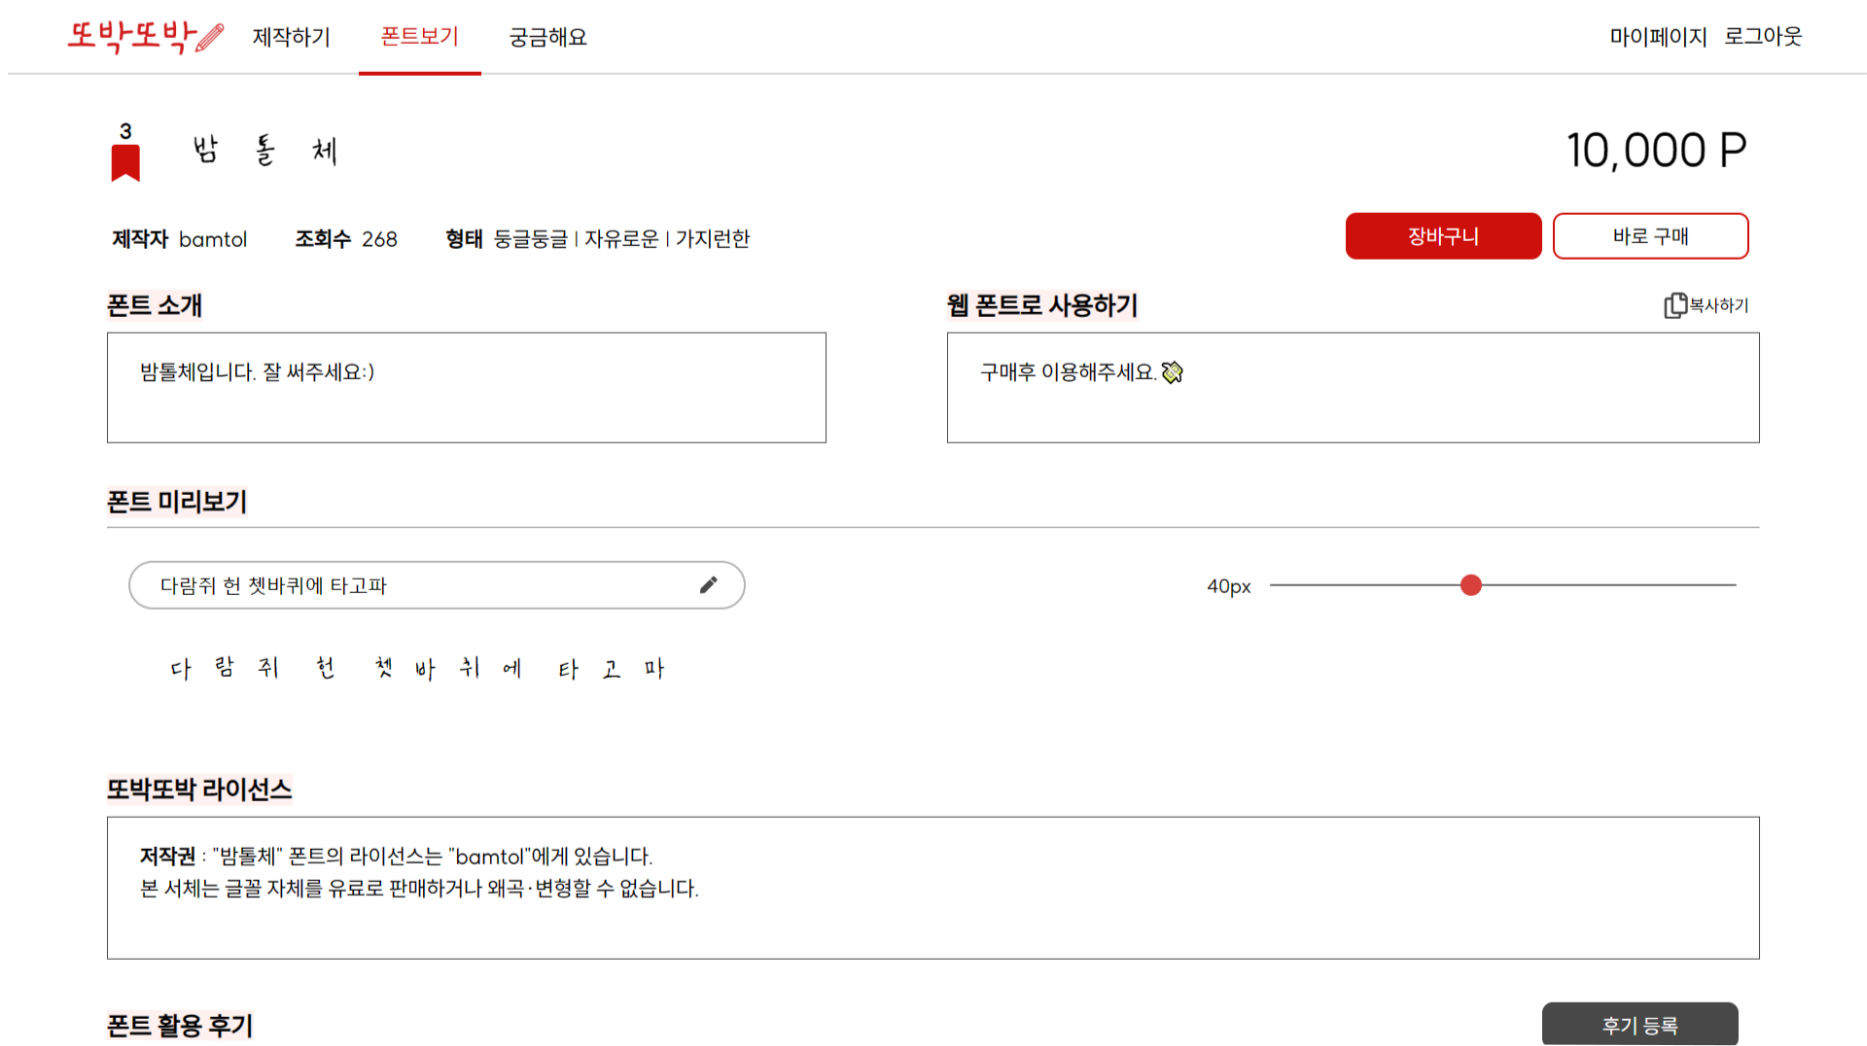 또박또박 제작하기 폰트보기 궁금해요 마이페이지 로그아웃
3
밤톨체
10,000 P
제작자 bamtol 조회수 268 형태 둥글둥글 | 자유로운 | 가지런한
장바구니 바로 구매
폰트 소개
밤톨체입니다. 잘 써주세요:)
웹 폰트로 사용하기 복사하기
구매후 이용해주세요.💸
폰트 미리보기
다람쥐 헌 쳇바퀴에 타고파
40px
다람쥐 헌 쳇바퀴에 타고파
또박또박 라이선스
저작권 : "밤톨체" 폰트의 라이선스는 "bamtol"에게 있습니다.
본 서체는 글꼴 자체를 유료로 판매하거나 왜곡·변형할 수 없습니다.
폰트 활용 후기 후기 등록